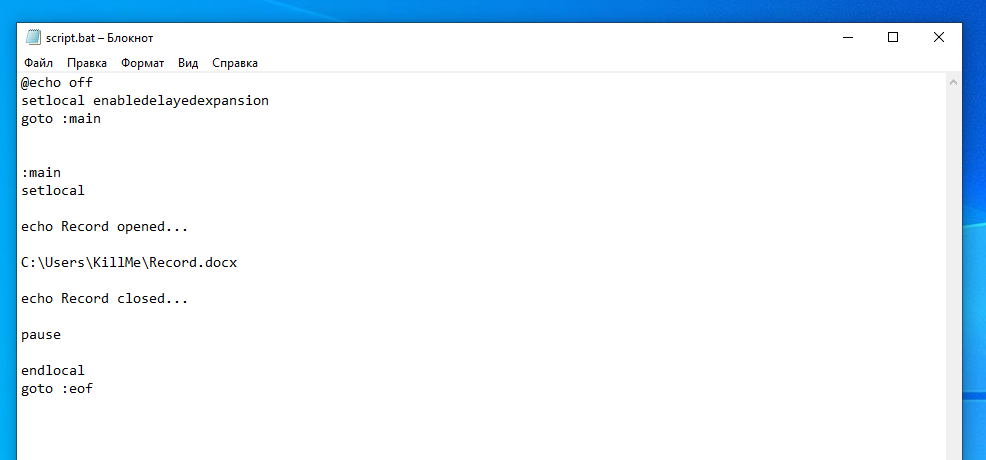 script.bat – Блокнот
Файл Правка Формат Вид Справка
@echo off
setlocal enabledelayedexpansion
goto :main
:main
setlocal
echo Record opened...
C:\Users\KillMe\Record.docx
echo Record closed...
pause
endlocal
goto :eof